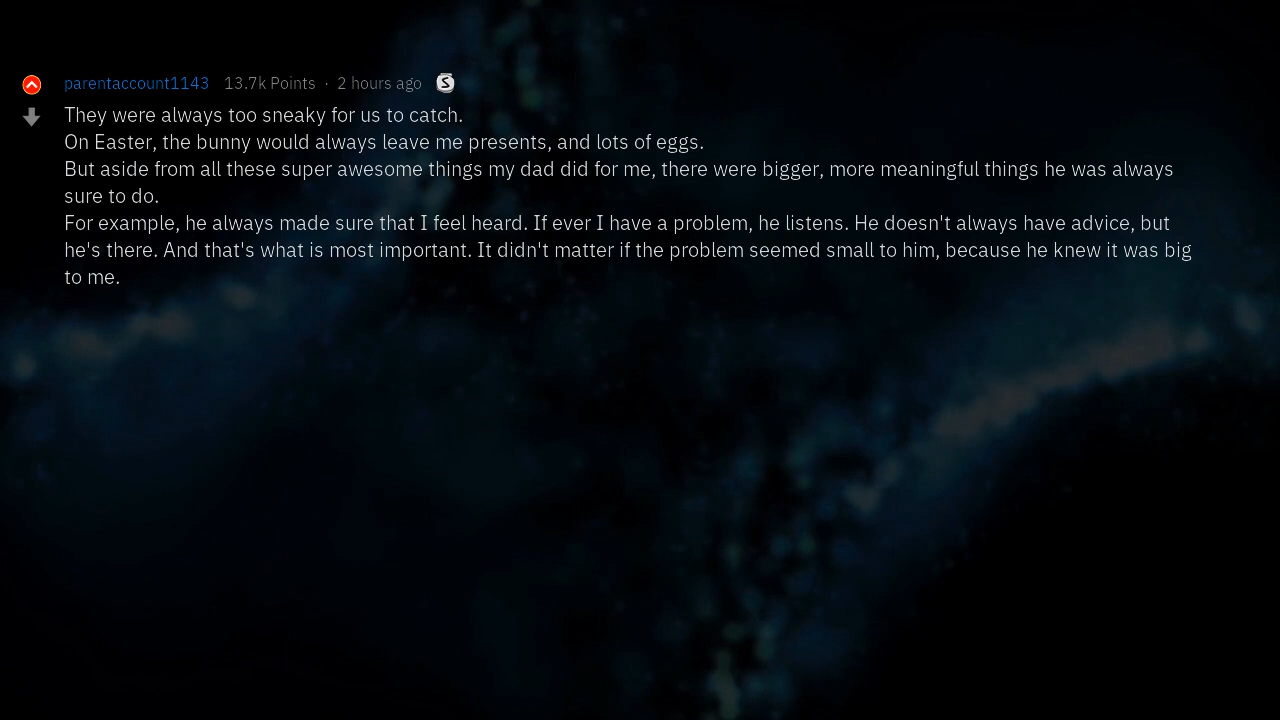 parentaccount1143 13.7k Points · 2 hours ago S
They were always too sneaky for us to catch.
On Easter, the bunny would always leave me presents, and lots of eggs.
But aside from all these super awesome things my dad did for me, there were bigger, more meaningful things he was always
sure to do.
For example, he always made sure that I feel heard. If ever I have a problem, he listens. He doesn't always have advice, but
he's there. And that's what is most important. It didn't matter if the problem seemed small to him, because he knew it was big
to me.